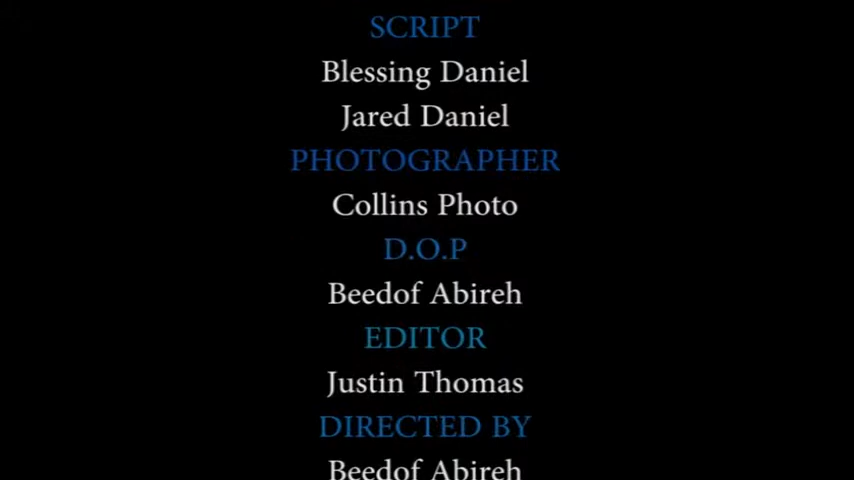 SCRIPT
Blessing Daniel
Jared Daniel
PHOTOGRAPHER
Collins Photo
D.O.P
Beedof Abireh
EDITOR
Justin Thomas
DIRECTED BY
Beedof Abireh